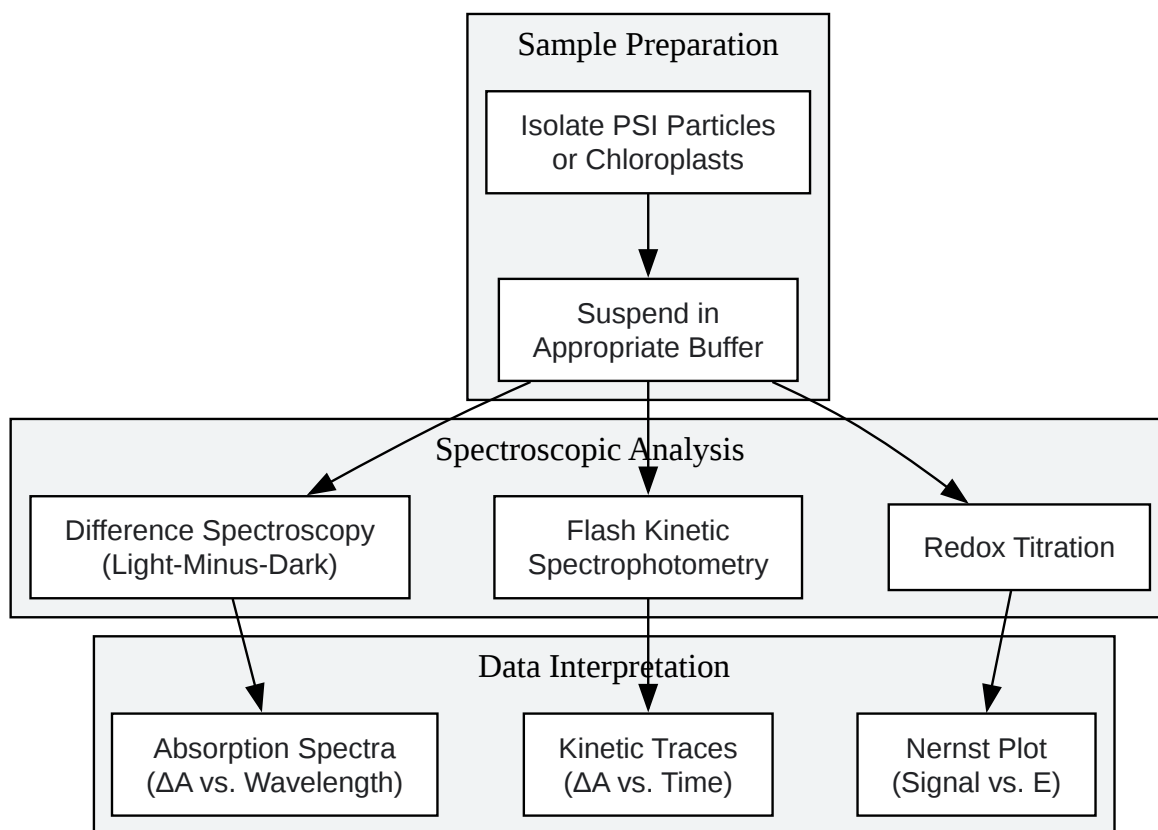 Sample Preparation
Isolate PSI Particles
or Chloroplasts
Suspend in
Appropriate Buffer
Spectroscopic Analysis
Difference Spectroscopy
(Light-Minus-Dark)
Flash Kinetic
Spectrophotometry
Redox Titration
Data Interpretation
Absorption Spectra
(ΔA vs. Wavelength)
Kinetic Traces
(ΔA vs. Time)
Nernst Plot
(Signal vs. E)